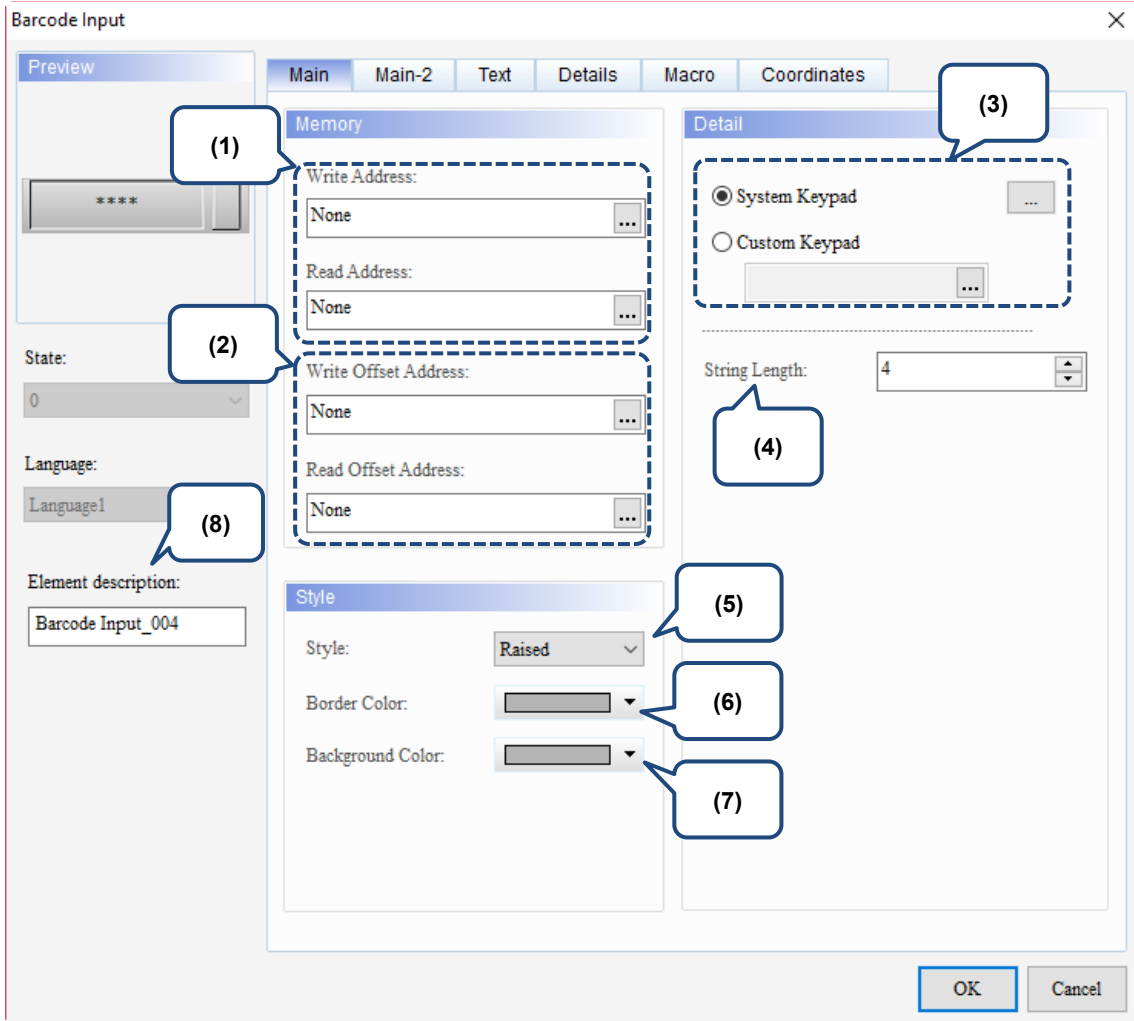 Barcode Input
Preview
****
State:
0
Language:
Language1
(8)
Element description:
Barcode Input_004
Main Main-2 Text Details Macro Coordinates
Memory
(1)
Write Address:
None
...
Read Address:
None
...
(2)
Write Offset Address:
None
...
Read Offset Address:
None
...
Style
Style:
Raised
(5)
Border Color:
(6)
Background Color:
(7)
Detail
(3)
System Keypad
...
Custom Keypad
...
String Length:
4
(4)
OK
Cancel